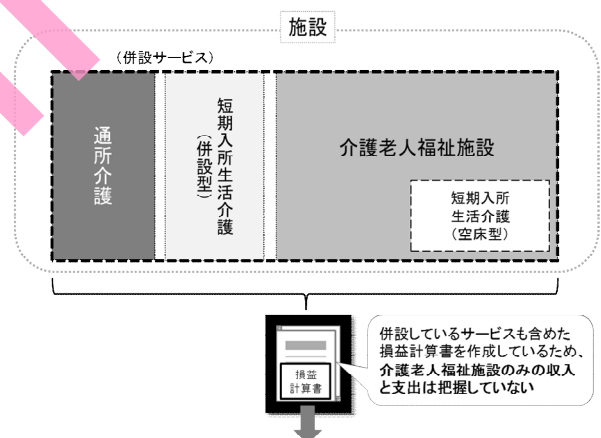 施設
（併設サービス）
通所介護
短期入所生活介護
（併設型）
介護老人福祉施設
短期入所
生活介護
（空床型）
損益
計算書
併設しているサービスも含めた
損益計算書を作成しているため、
介護老人福祉施設のみの収入
と支出は把握していない